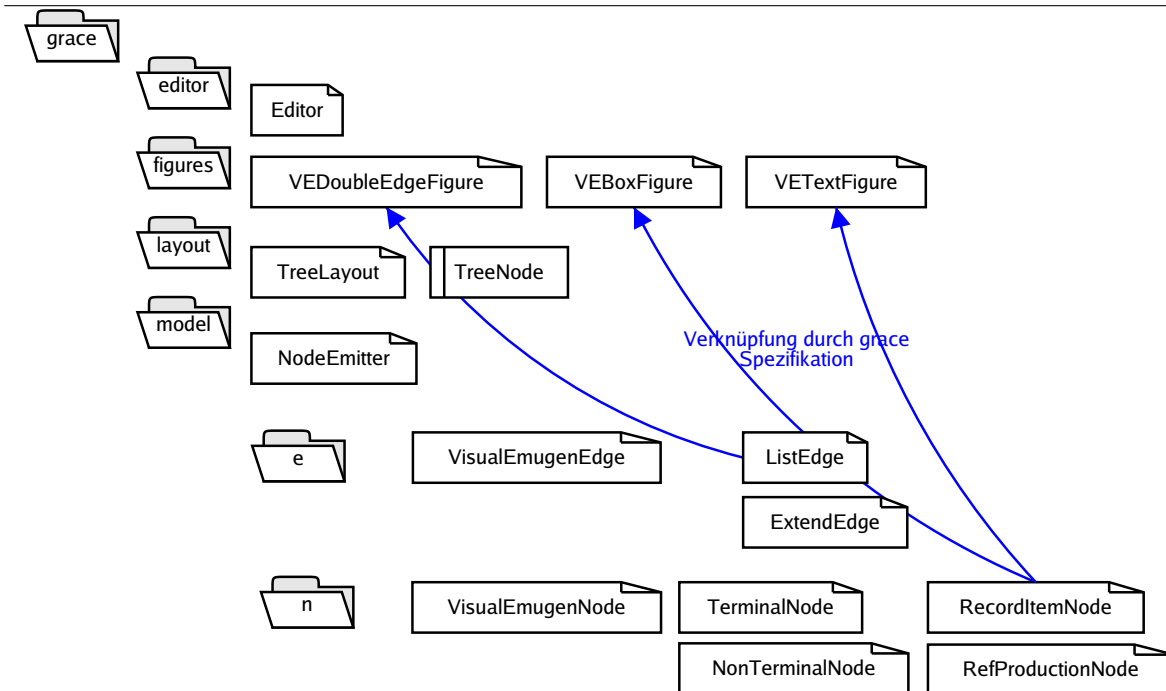 grace
editor
Editor
figures
VEDoubleEdgeFigure
VEBoxFigure
VETextFigure
layout
TreeLayout
TreeNode
model
NodeEmitter
Verknüpfung durch grace
Spezifikation
e
VisualEmugenEdge
ListEdge
ExtendEdge
n
VisualEmugenNode
TerminalNode
RecordItemNode
NonTerminalNode
RefProductionNode